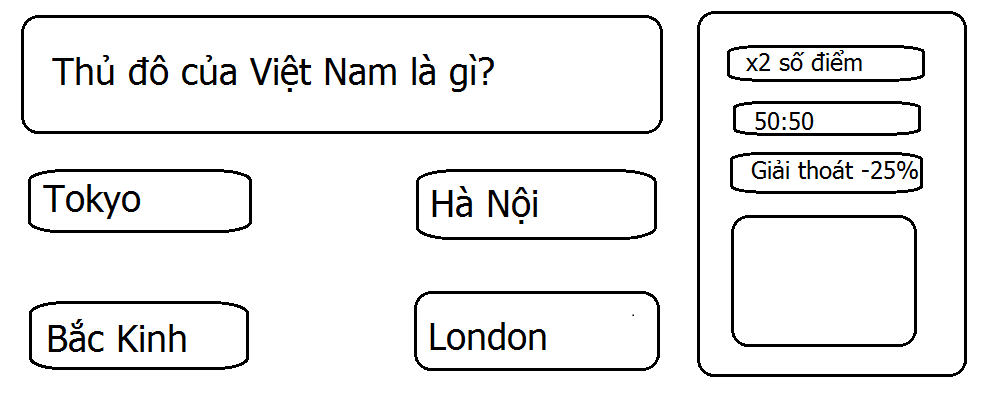 Thủ đô của Việt Nam là gì?
Tokyo
Hà Nội
Bắc Kinh
London
x2 số điểm
50:50
Giải thoát -25%